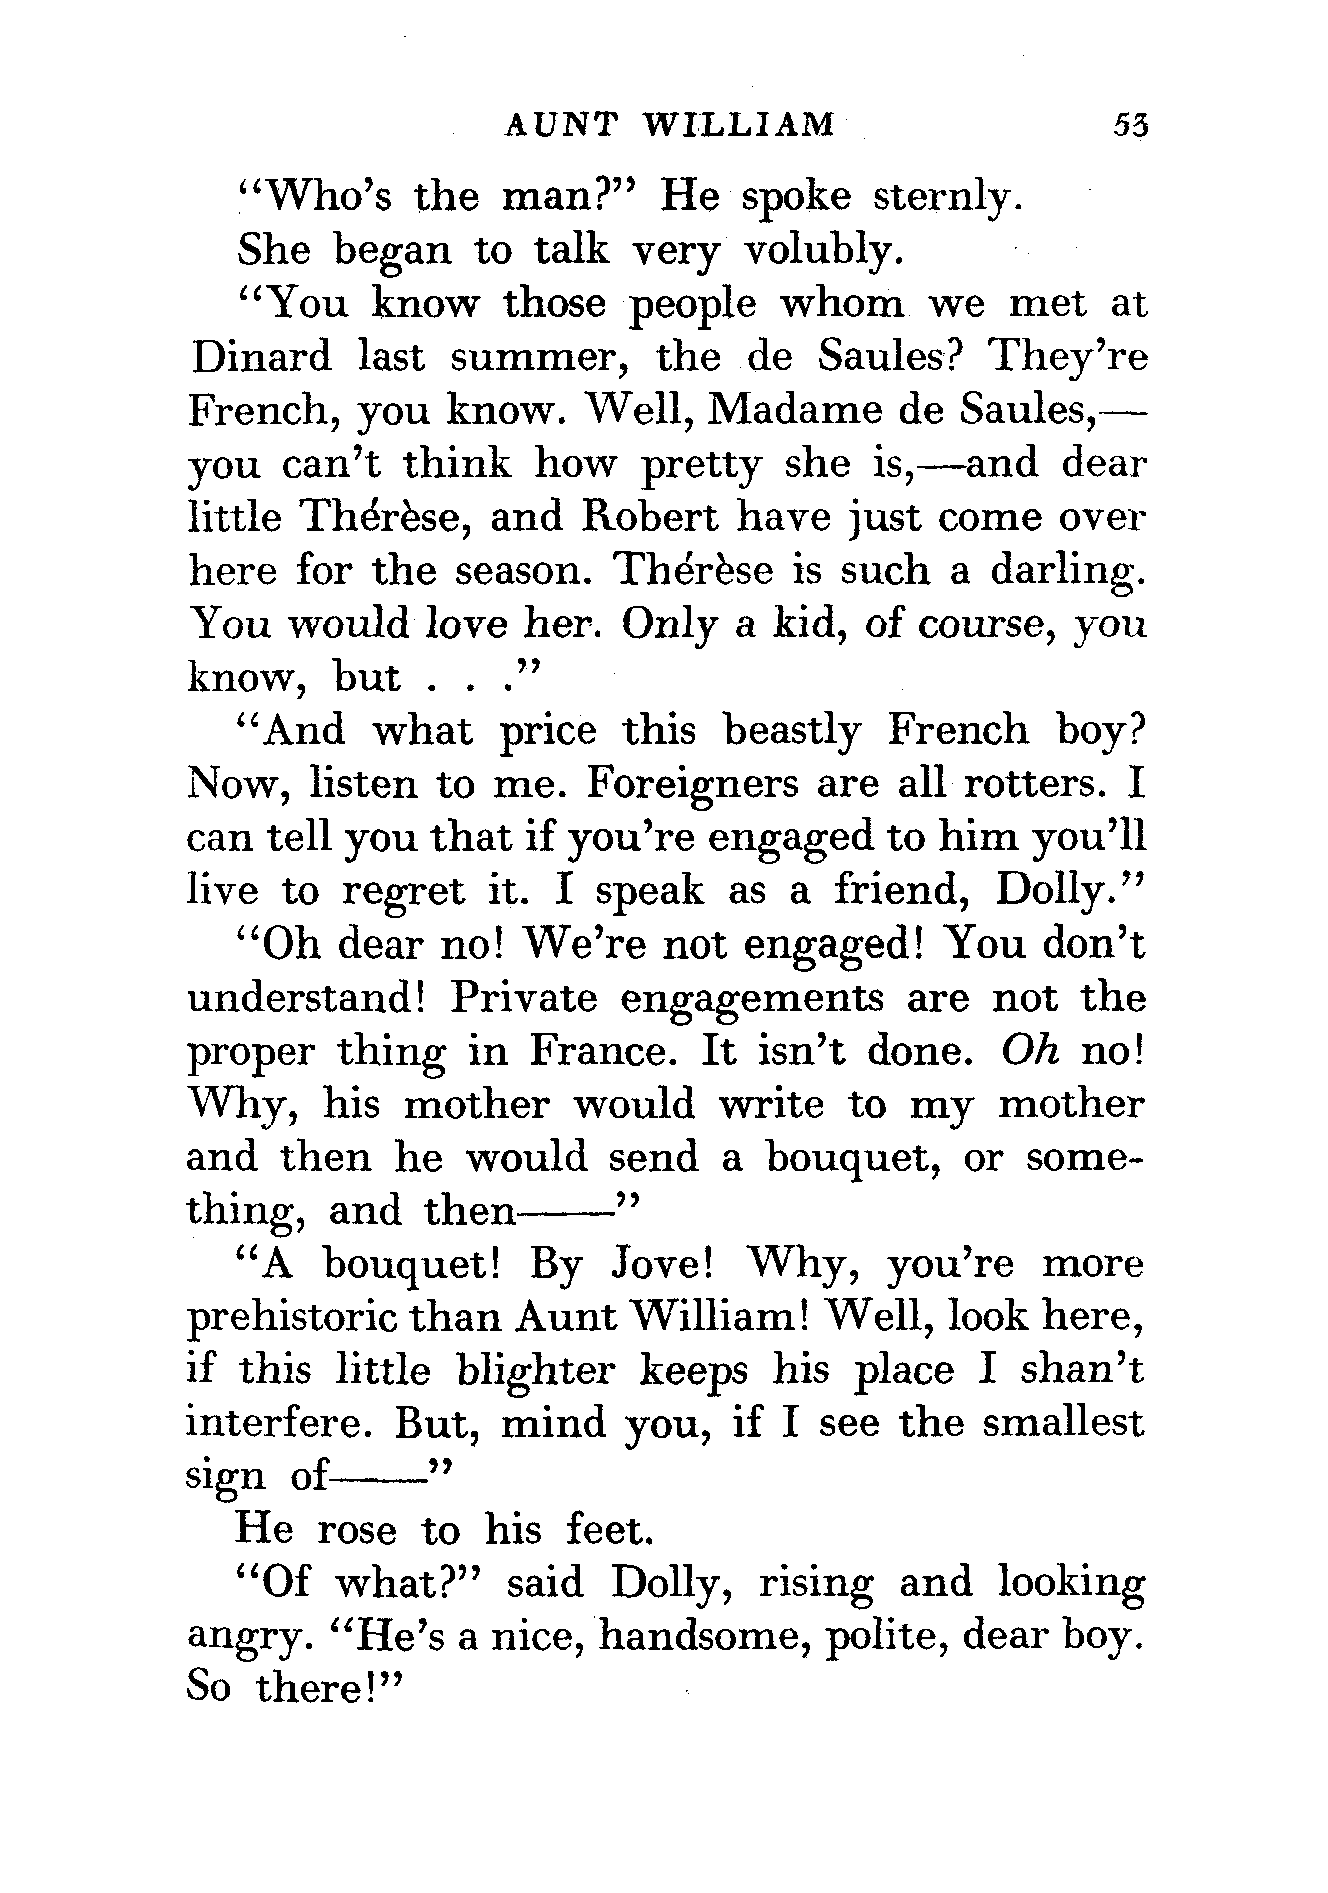 AUNT WILLIAM 53
“Who’s the man?” He spoke sternly.
She began to talk very volubly.
“You know those people whom we met at
Dinard last summer, the de Saules? They’re
French, you know. Well, Madame de Saules,—
you can’t think how pretty she is,—and dear
little Thérèse, and Robert have just come over
here for the season. Thérèse is such a darling.
You would love her. Only a kid, of course, you
know, but . . .”
“And what price this beastly French boy?
Now, listen to me. Foreigners are all rotters. I
can tell you that if you’re engaged to him you’ll
live to regret it. I speak as a friend, Dolly.”
“Oh dear no! We’re not engaged! You don’t
understand! Private engagements are not the
proper thing in France. It isn’t done. Oh no!
Why, his mother would write to my mother
and then he would send a bouquet, or some-
thing, and then——”
“A bouquet! By Jove! Why, you’re more
prehistoric than Aunt William! Well, look here,
if this little blighter keeps his place I shan’t
interfere. But, mind you, if I see the smallest
sign of——”
He rose to his feet.
“Of what?” said Dolly, rising and looking
angry. “He’s a nice, handsome, polite, dear boy.
So there!”